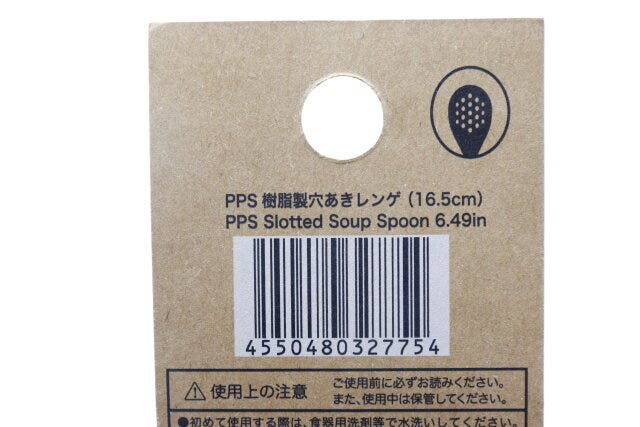 PPS 樹脂製穴あきレンゲ (16.5cm)
PPS Slotted Soup Spoon 6.49in
4550480327754
⚠使用上の注意
ご使用前に必ずお読みください。
また、使用中は保管してください。
●初めて使用する際は、食器用洗剤等で水洗いしてください。